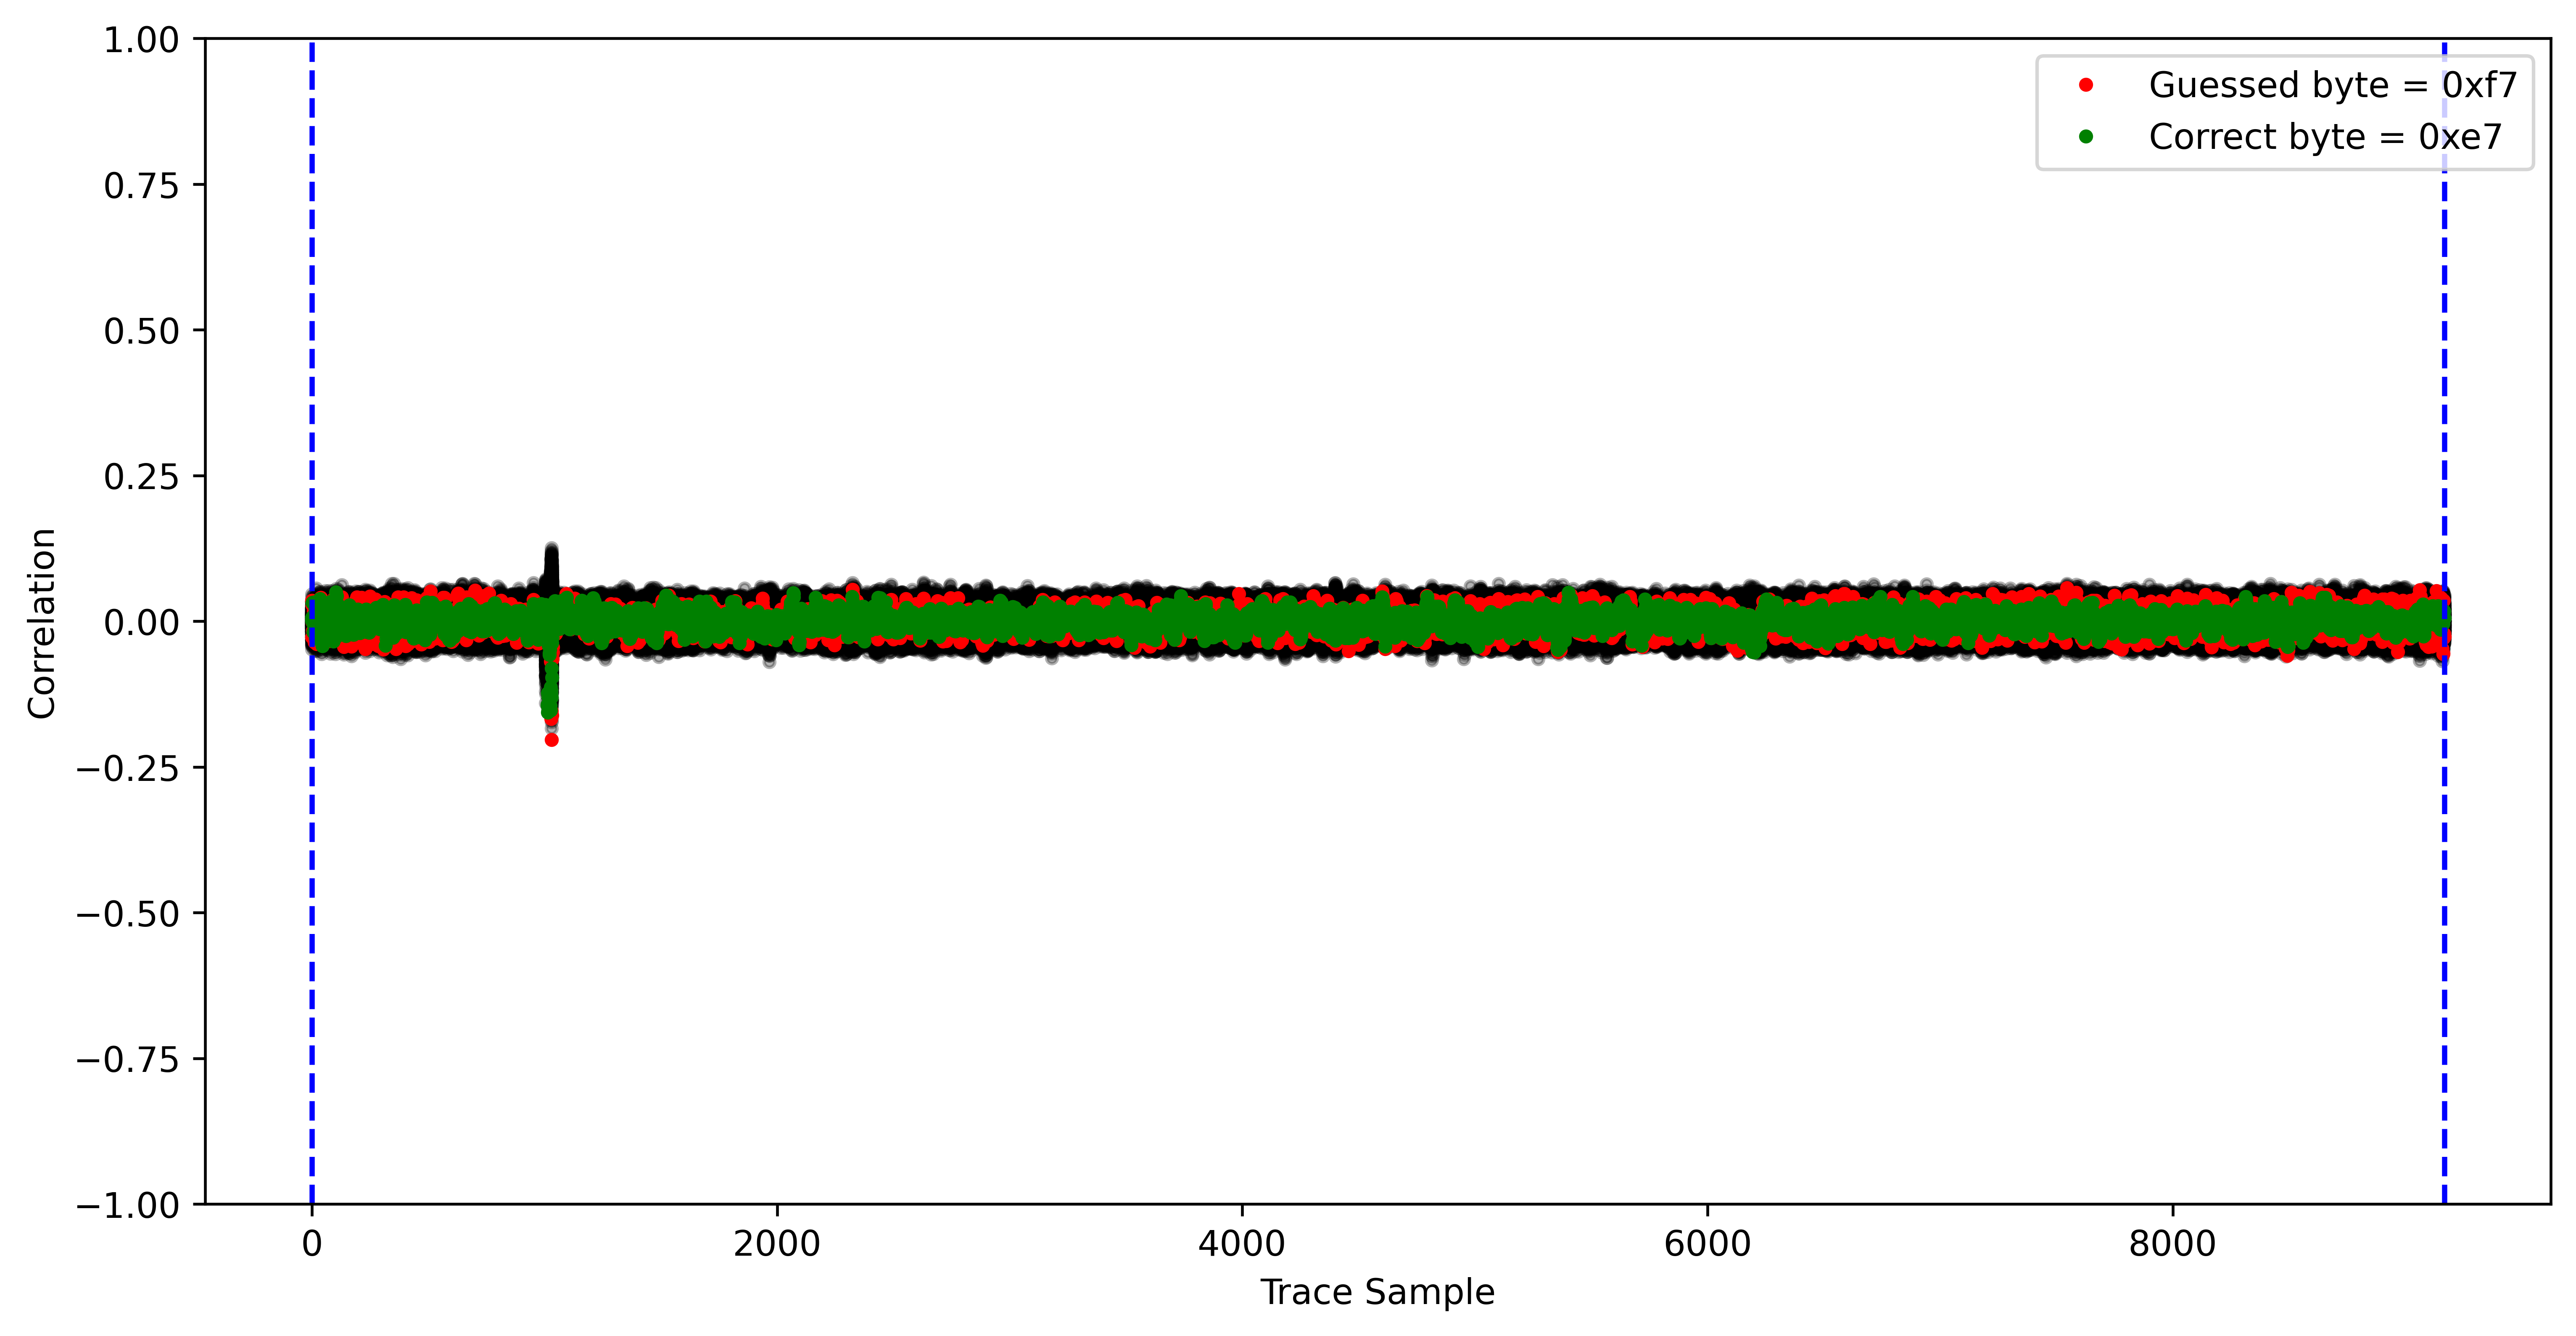 Guessed byte = 0xf7
Correct byte = 0xe7
1.00
0.75
0.50
0.25
0.00
−0.25
−0.50
−0.75
−1.00
Correlation
0 2000 4000 6000 8000
Trace Sample